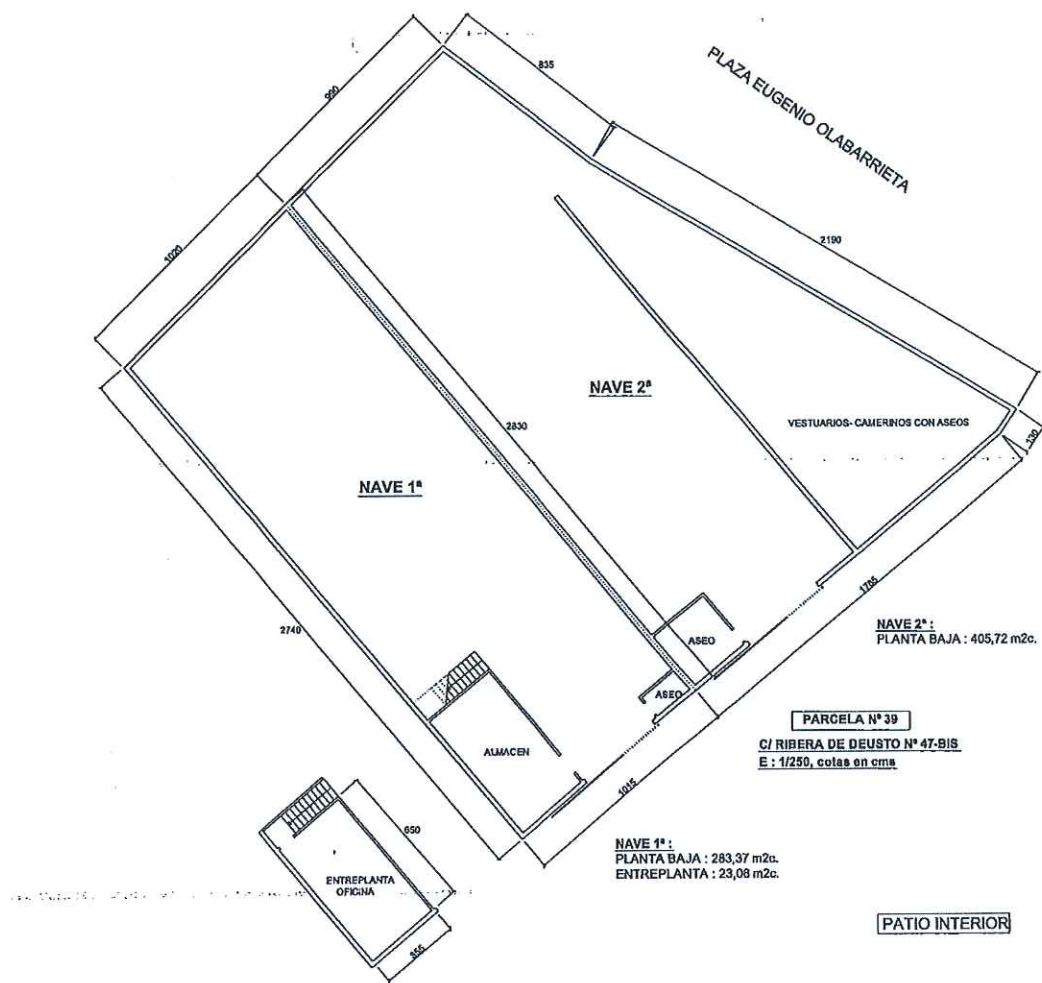 PLAZA EUGENIO OLABARRIETA
835
990
1020
2190
NAVE 2ª
2830
VESTUARIOS- CAMERINOS CON ASEOS
130
NAVE 1ª
2740
1765
ASEO
ASEO
ALMACEN
1015
NAVE 2ª :
PLANTA BAJA : 405,72 m2c.
PARCELA Nº 39
C/ RIBERA DE DEUSTO Nº 47-BIS
E : 1/250, cotas en cms
650
ENTREPLANTA
OFICINA
355
NAVE 1ª :
PLANTA BAJA : 283,37 m2c.
ENTREPLANTA : 23,08 m2c.
PATIO INTERIOR